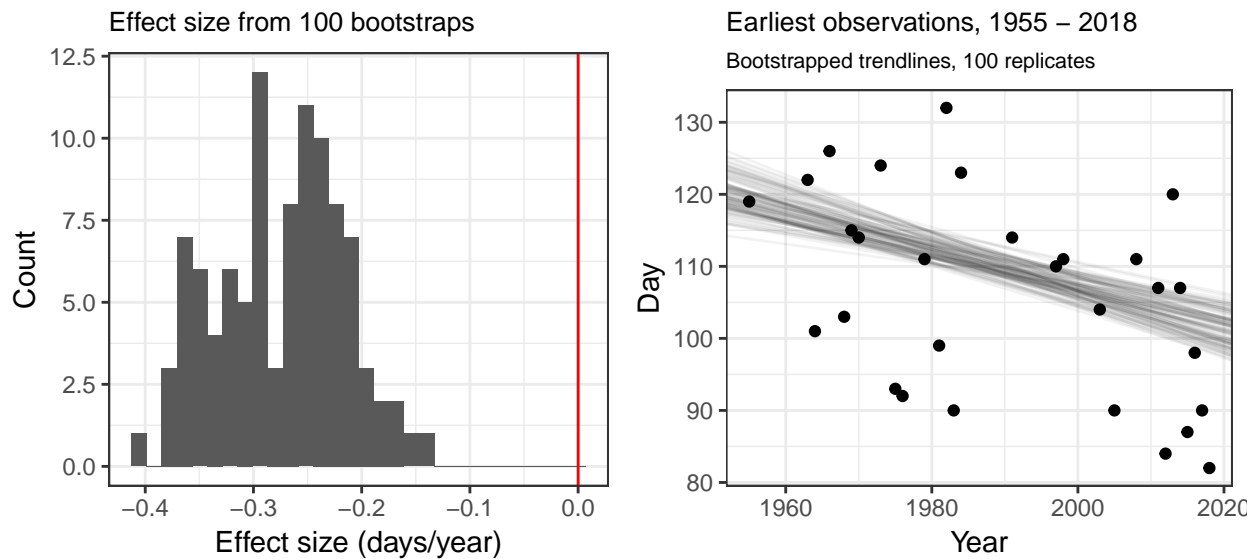 Effect size from 100 bootstraps
12.5
10.0
7.5
5.0
2.5
0.0
Count
−0.4 −0.3 −0.2 −0.1 0.0
Effect size (days/year)
Earliest observations, 1955 − 2018
Bootstrapped trendlines, 100 replicates
130
120
110
100
90
80
Day
1960 1980 2000 2020
Year